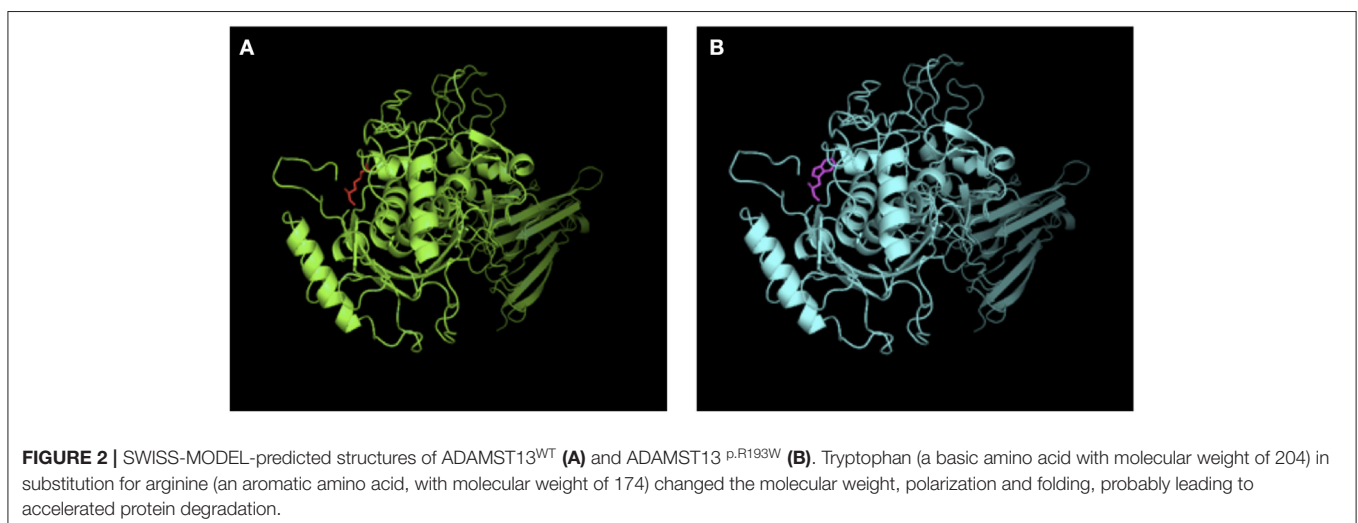 A
B
FIGURE 2 | SWISS-MODEL-predicted structures of ADAMST13WT (A) and ADAMST13 p.R193W (B). Tryptophan (a basic amino acid with molecular weight of 204) in
substitution for arginine (an aromatic amino acid, with molecular weight of 174) changed the molecular weight, polarization and folding, probably leading to
accelerated protein degradation.